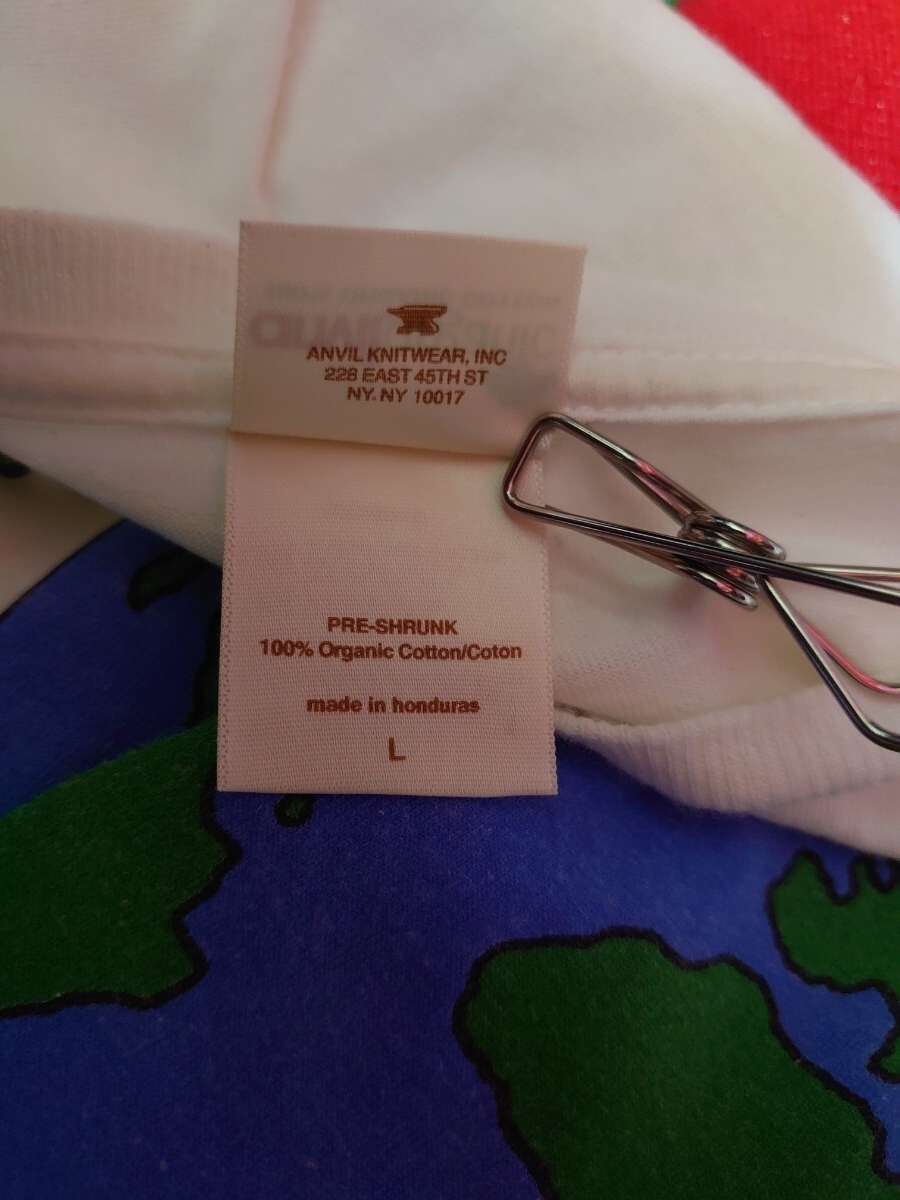 ANVIL KNITWEAR, INC
228 EAST 45TH ST
NY. NY 10017
PRE-SHRUNK
100% Organic Cotton/Coton
made in honduras
L